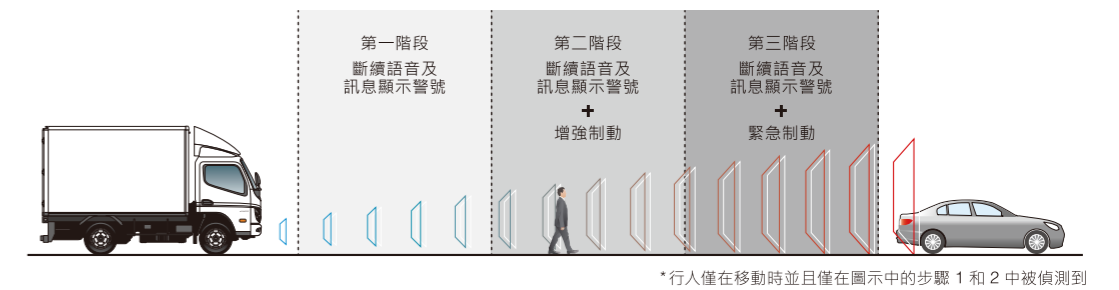 第一階段
斷續語音及
訊息顯示警號
第二階段
斷續語音及
訊息顯示警號
+
增強制動
第三階段
斷續語音及
訊息顯示警號
+
緊急制動
*行人僅在移動時並且僅在圖示中的步驟 1 和 2 中被偵測到